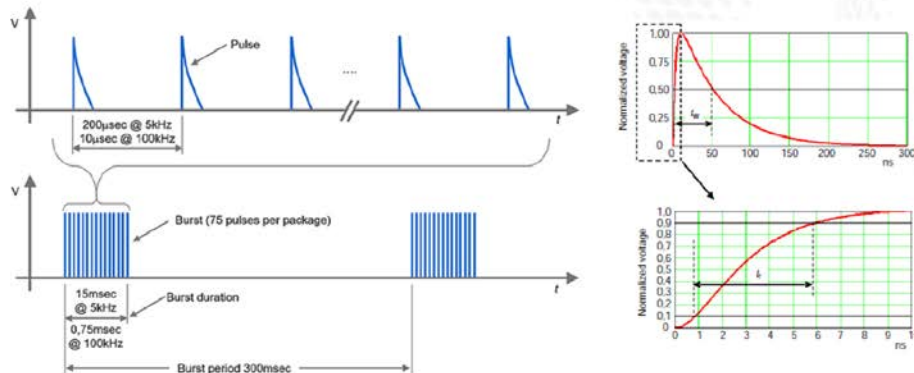 V
Pulse
....
t
200µsec @ 5kHz
10µsec @ 100kHz
V
Burst (75 pulses per package)
t
15msec
@ 5kHz
Burst duration
0,75msec
@ 100kHz
Burst period 300msec
Normalized voltage
1.00
0.75
0.50
0.25
0
tw
0 50 100 150 200 250 300
ns
Normalized voltage
1.0
0.9
0.8
0.7
0.6
0.5
0.4
0.3
0.2
0.1
0
tr
0 1 2 3 4 5 6 7 8 9 1
ns